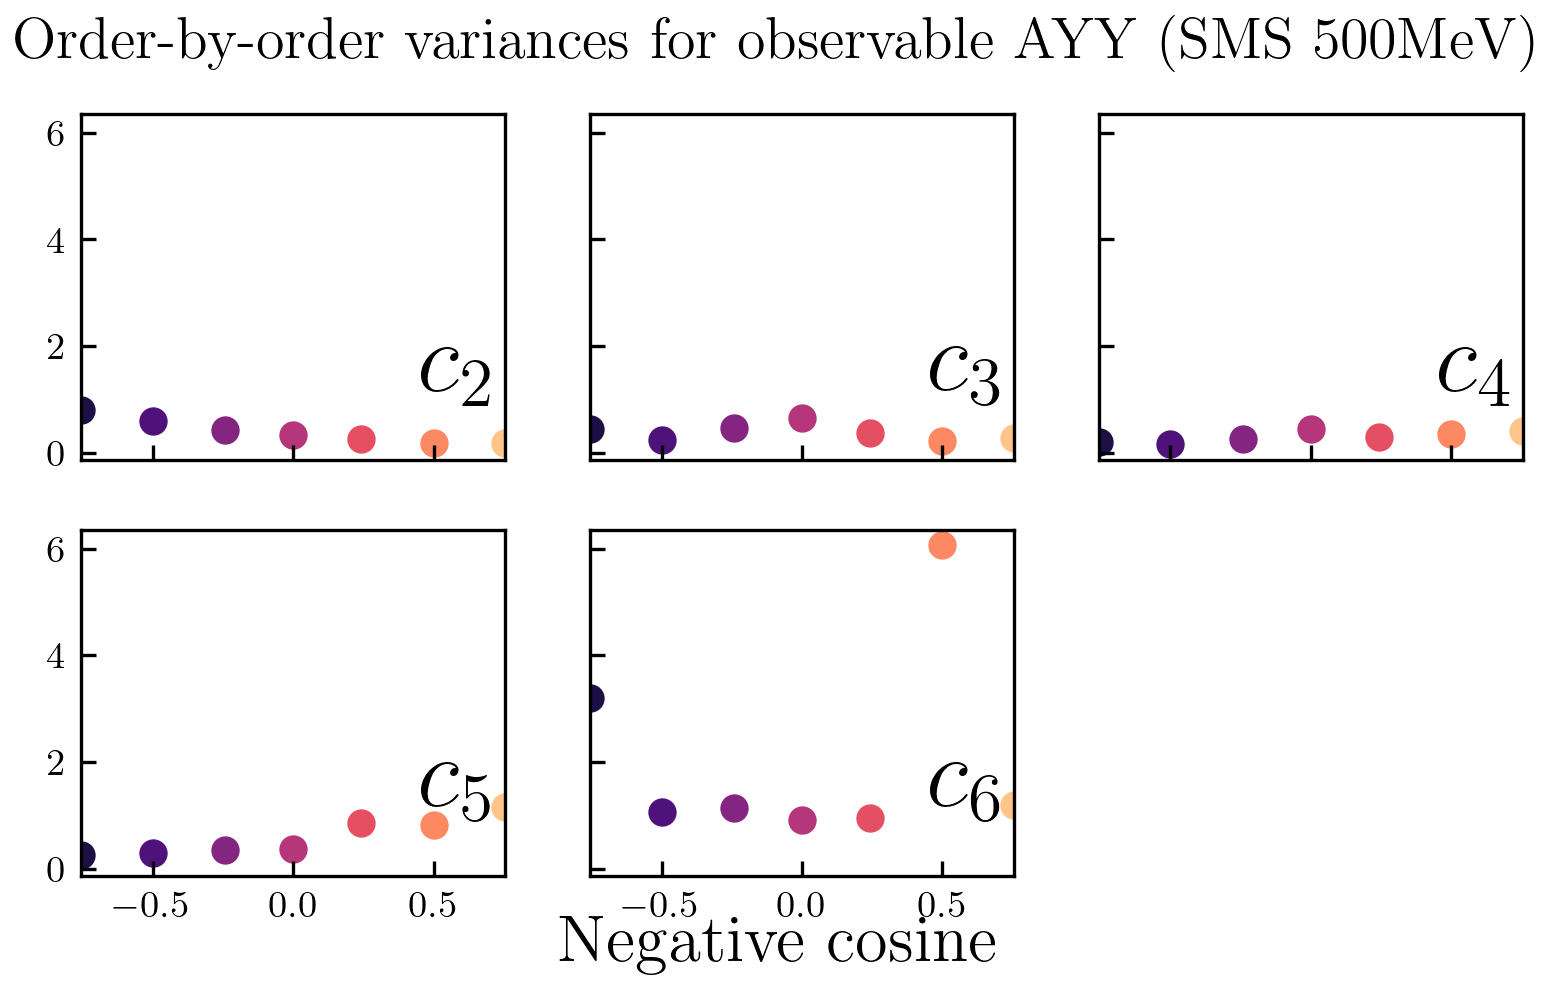 Order-by-order variances for observable AYY (SMS 500MeV)
6
4
2
0
c₂
c₃
c₄
6
4
2
0
c₅
c₆
−0.5 0.0 0.5
−0.5 0.0 0.5
Negative cosine